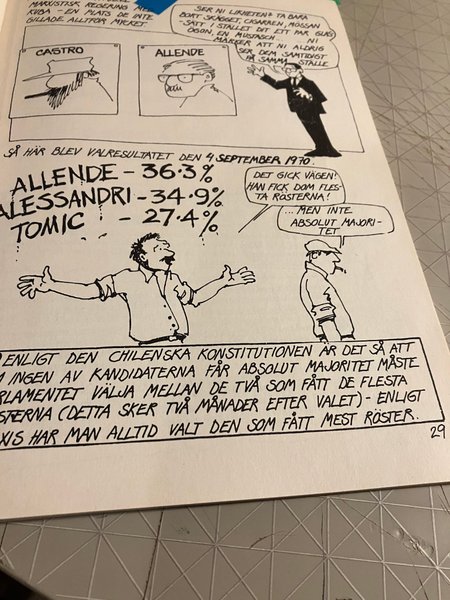 MARXISTISK REGERING
KUBA - EN PLATS DE INTE
GILLADE ALLTFÖR MYCKET
SER NI LIKHETEN? TA BARA
BORT SKÄGGET, CIGARREN, MÖSSAN
SÄTT I STÄLLET DIT ETT PAR GLAS
ÖGON, EN MUSTASCH NI
MÄRKER ATT NI ALDRIG
SER DEM SAMTIDIGT
PÅ SAMMA STÄLLE
CASTRO
ALLENDE
SÅ HÄR BLEV VALRESULTATET DEN 4 SEPTEMBER 1970.
ALLENDE - 36.3%
ALESSANDRI - 34.9%
TOMIC - 27.4%
DET GICK VÄGEN!
HAN FICK DOM FLES-
TA RÖSTERNA!
...MEN INTE
ABSOLUT MAJORI-
TET
ENLIGT DEN CHILENSKA KONSTITUTIONEN ÄR DET SÅ ATT
INGEN AV KANDIDATERNA FÅR ABSOLUT MAJORITET MÅSTE
RLAMENTET VÄLJA MELLAN DE TVÅ SOM FÅTT DE FLESTA
STERNA (DETTA SKER TVÅ MÅNADER EFTER VALET) - ENLIGT
XIS HAR MAN ALLTID VALT DEN SOM FÅTT MEST RÖSTER.
29